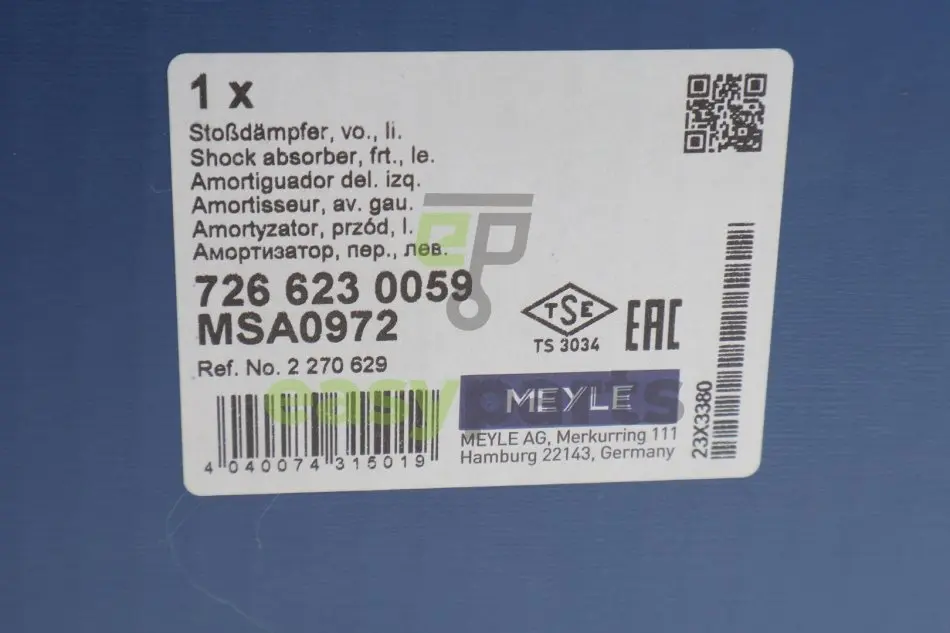 1 x
Stoßdämpfer, vo., li.
Shock absorber, frt., le.
Amortiguador del. izq.
Amortisseur, av. gau.
Amortyzator, przód, l.
Амортизатор, пер., лев.
726 623 0059
MSA0972
Ref. No. 2 270 629
4 040074 315019
TSE
TS 3034
EAC
MEYLE
MEYLE AG, Merkurring 111
Hamburg 22143, Germany
23X3380
ep
easyparts